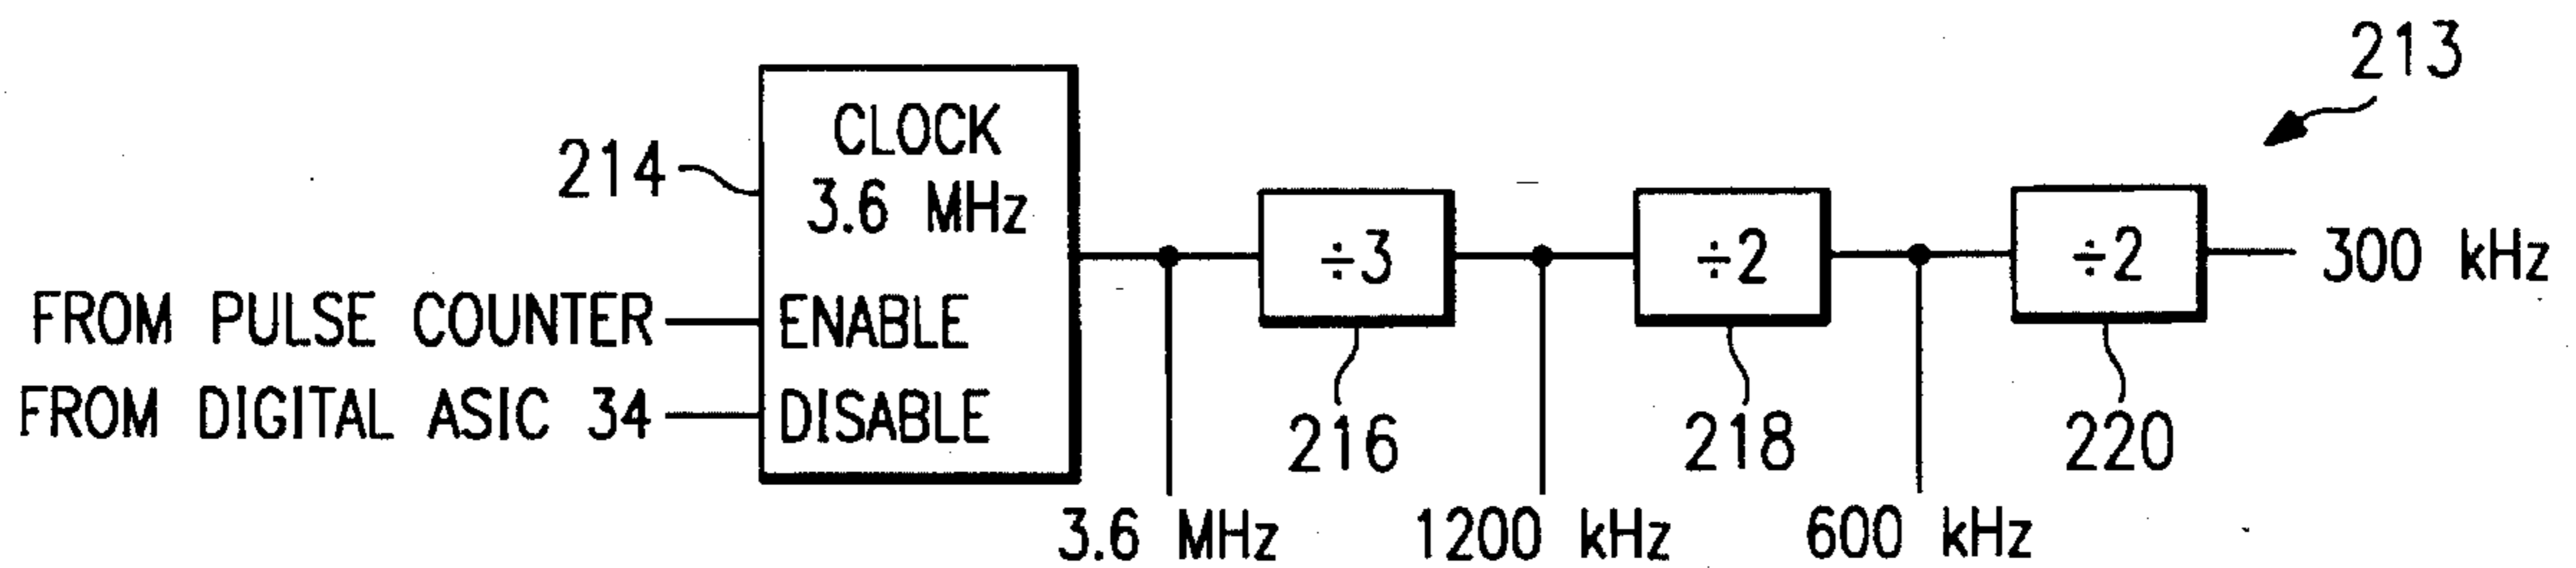 213
CLOCK
3.6 MHz
214
÷3
÷2
÷2
300 kHz
FROM PULSE COUNTER
ENABLE
FROM DIGITAL ASIC 34
DISABLE
216
218
220
3.6 MHz
1200 kHz
600 kHz